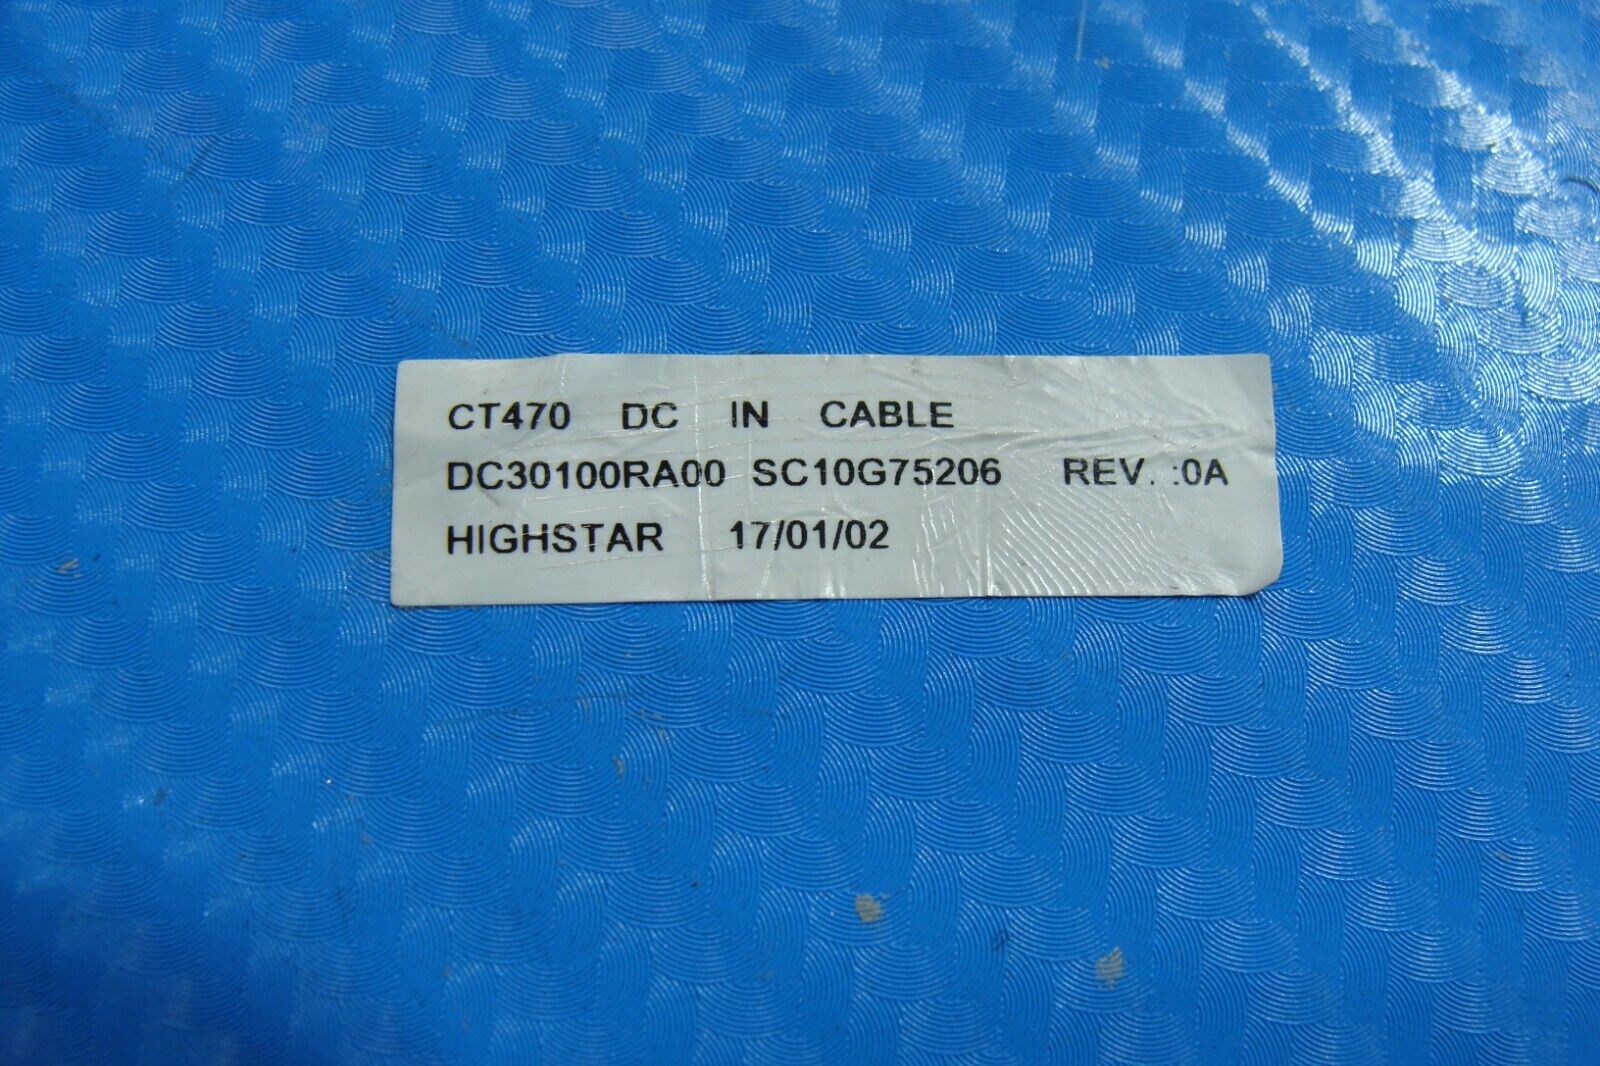 CT470 DC IN CABLE
DC30100RA00 SC10G75206 REV. :0A
HIGHSTAR 17/01/02